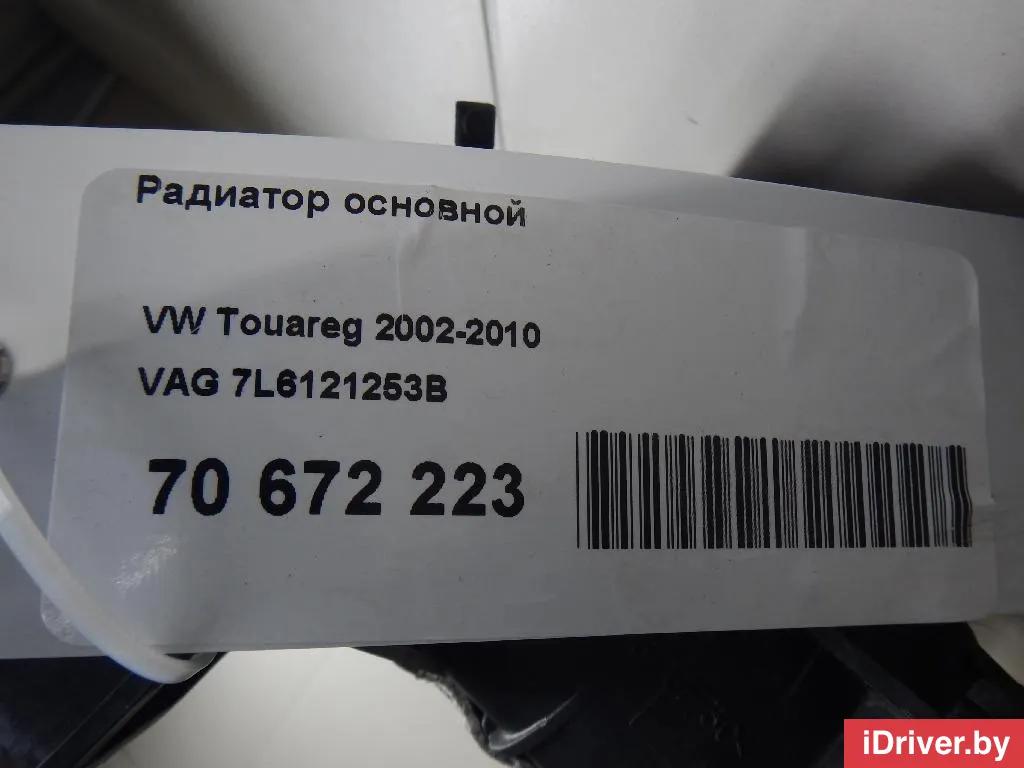 Радиатор основной
VW Touareg 2002-2010
VAG 7L6121253B
70 672 223
iDriver.by